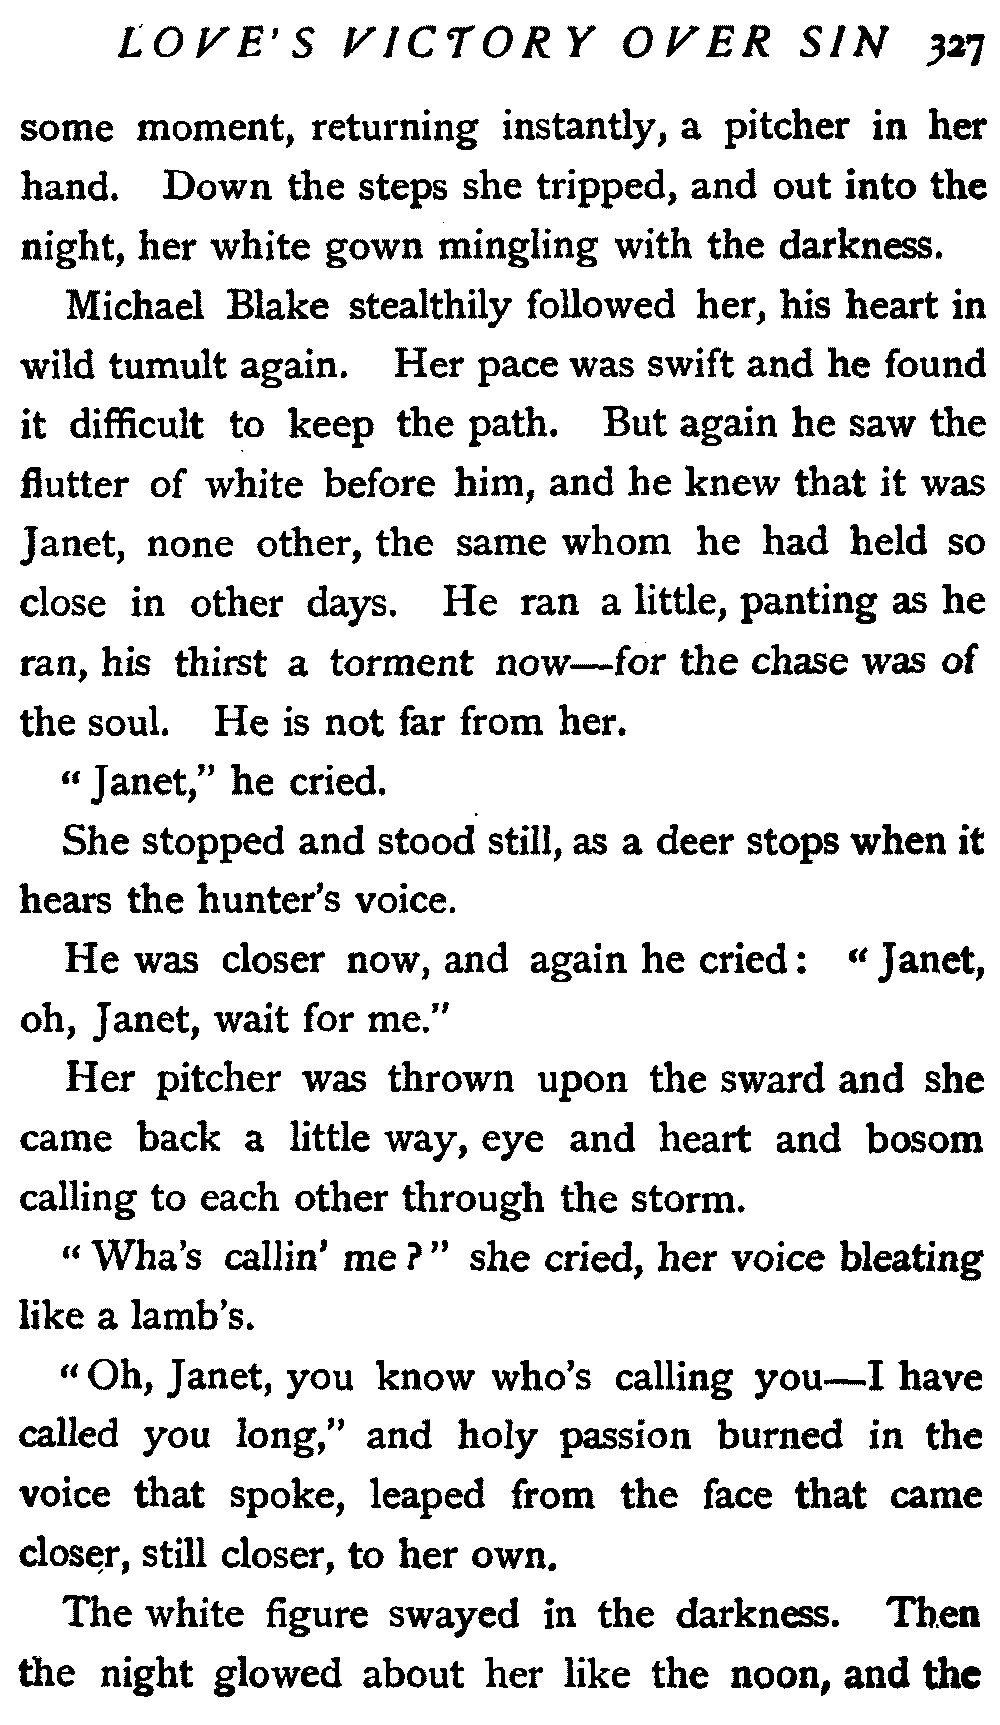 LOVE'S VICTORY OVER SIN 327
some moment, returning instantly, a pitcher in her
hand. Down the steps she tripped, and out into the
night, her white gown mingling with the darkness.
Michael Blake stealthily followed her, his heart in
wild tumult again. Her pace was swift and he found
it difficult to keep the path. But again he saw the
flutter of white before him, and he knew that it was
Janet, none other, the same whom he had held so
close in other days. He ran a little, panting as he
ran, his thirst a torment now—for the chase was of
the soul. He is not far from her.
"Janet," he cried.
She stopped and stood still, as a deer stops when it
hears the hunter's voice.
He was closer now, and again he cried: "Janet,
oh, Janet, wait for me."
Her pitcher was thrown upon the sward and she
came back a little way, eye and heart and bosom
calling to each other through the storm.
"Wha's callin' me?" she cried, her voice bleating
like a lamb's.
"Oh, Janet, you know who's calling you—I have
called you long," and holy passion burned in the
voice that spoke, leaped from the face that came
closer, still closer, to her own.
The white figure swayed in the darkness. Then
the night glowed about her like the noon, and the